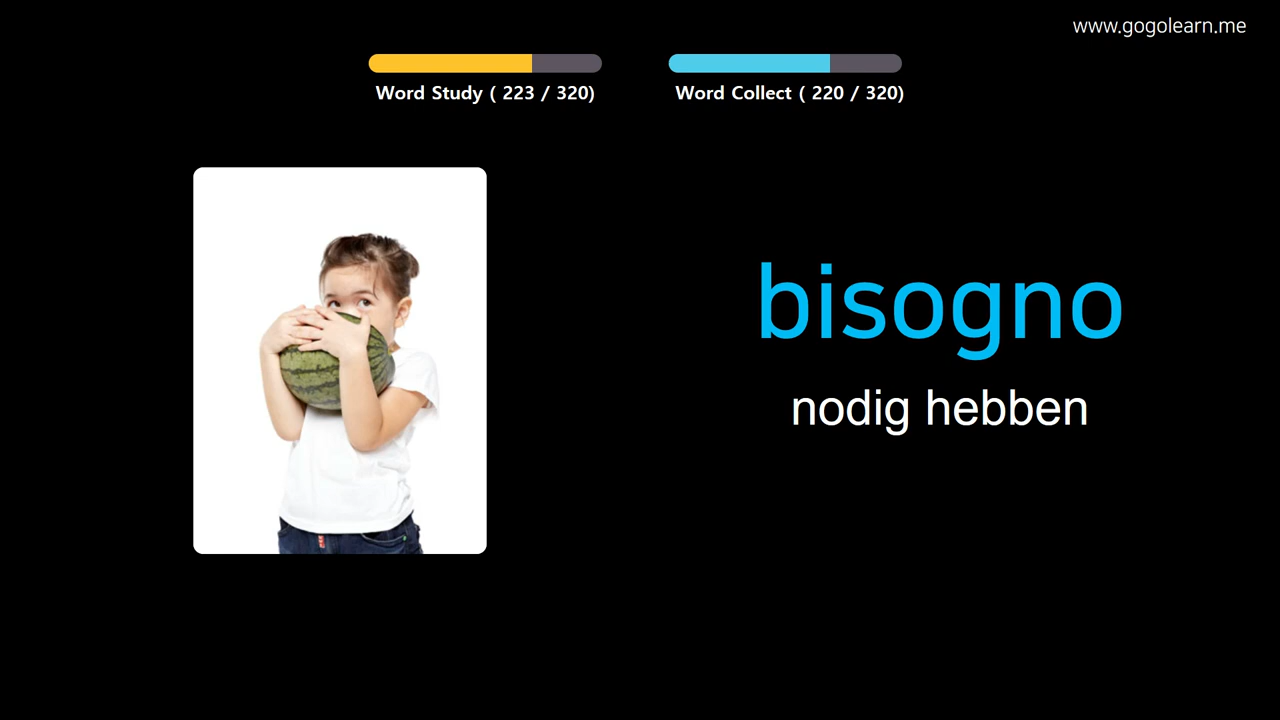 www.gogolearn.me
Word Study ( 223 / 320)
Word Collect ( 220 / 320)
bisogno
nodig hebben